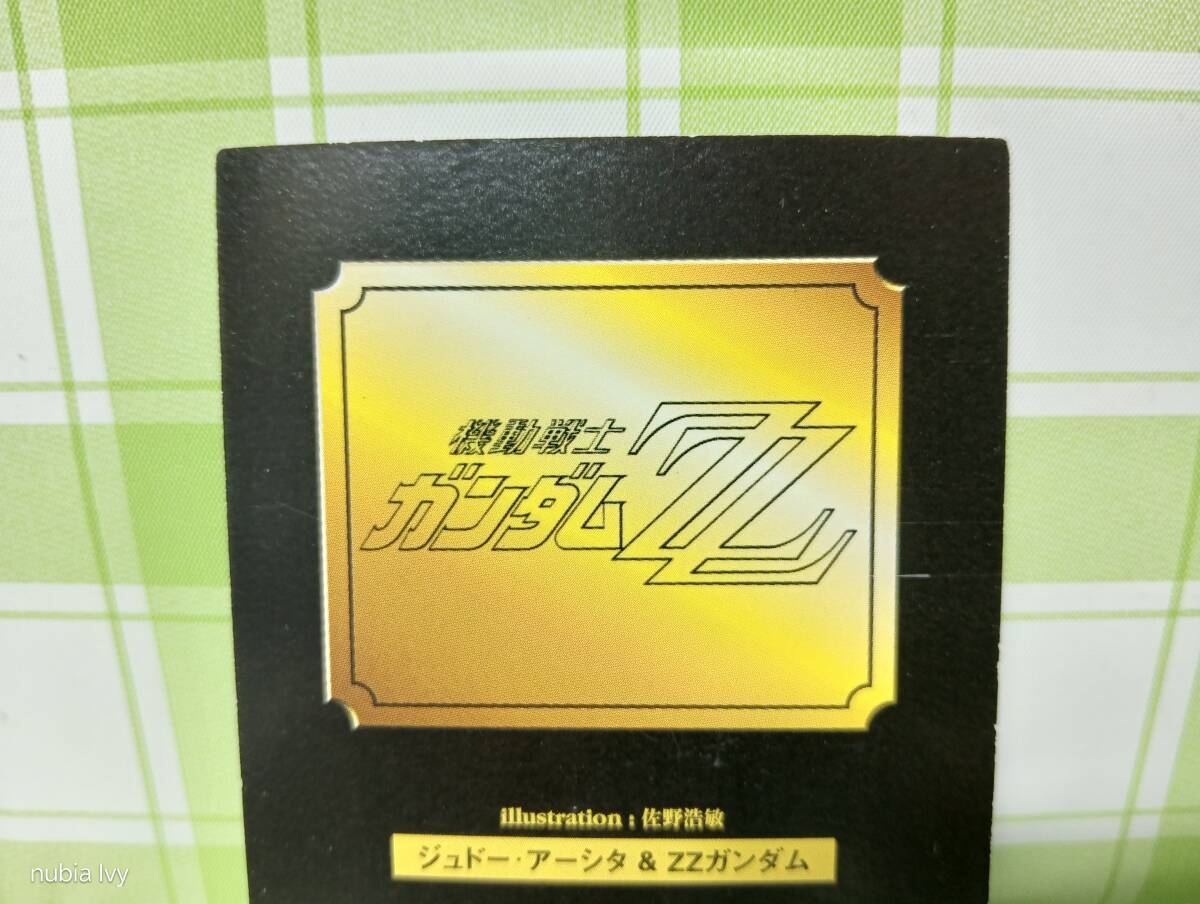 機動戦士
ガンダムZZ
illustration : 佐野浩敏
ジュドー・アーシタ & ZZガンダム
nubia Ivy